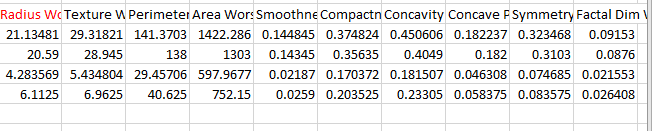 Radius Wo Texture W Perimeter Area Wors Smoothne Compactn Concavity Concave P Symmetry Factal Dim W
21.13481 29.31821 141.3703 1422.286 0.144845 0.374824 0.450606 0.182237 0.323468 0.09153
20.59 28.945 138 1303 0.14345 0.35635 0.4049 0.182 0.3103 0.0876
4.283569 5.434804 29.45706 597.9677 0.02187 0.170372 0.181507 0.046308 0.074685 0.021553
6.1125 6.9625 40.625 752.15 0.0259 0.203525 0.23305 0.058375 0.083575 0.026408